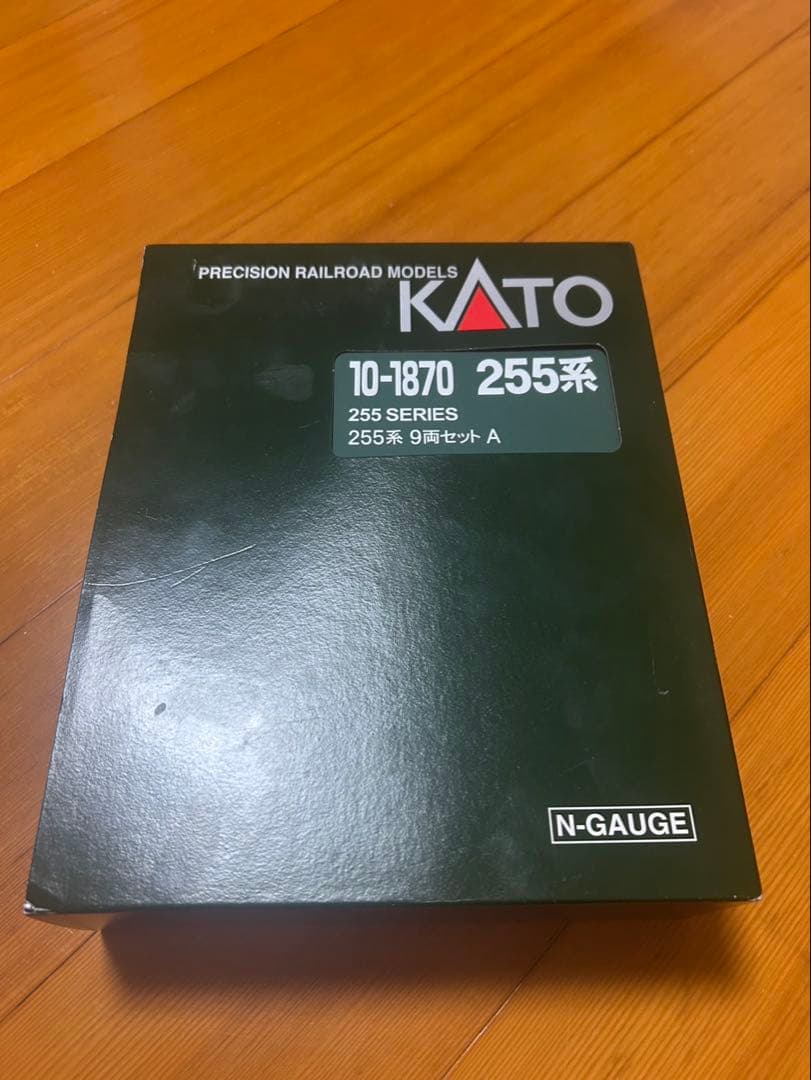 PRECISION RAILROAD MODELS
KATO
10-1870 255系
255 SERIES
255系 9両セット A
N-GAUGE